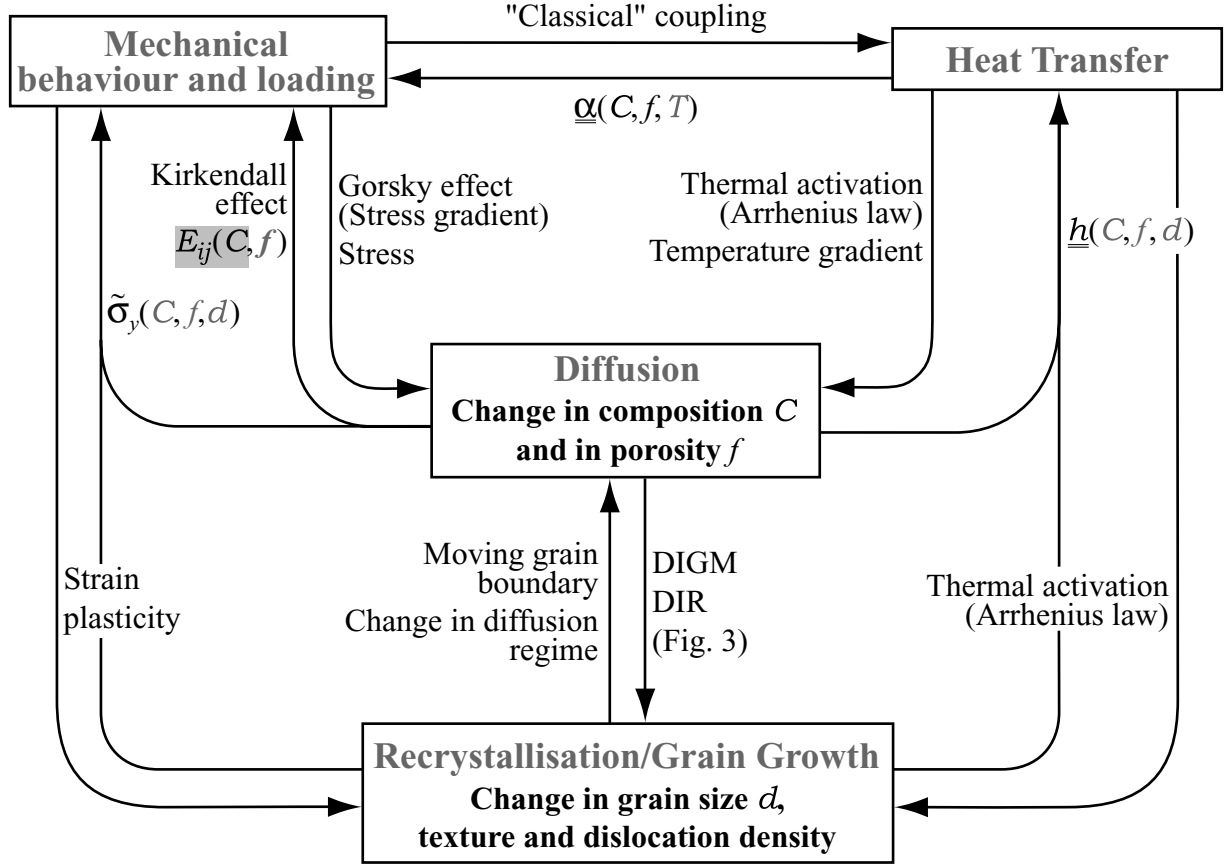 "Classical" coupling
Mechanical
behaviour and loading
Heat Transfer
α(C, f, T)
Kirkendall
effect
E_ij(C, f)
Gorsky effect
(Stress gradient)
Stress
Thermal activation
(Arrhenius law)
Temperature gradient
h(C, f, d)
σ̃_y(C, f, d)
Diffusion
Change in composition C
and in porosity f
Strain
plasticity
Moving grain
boundary
Change in diffusion
regime
DIGM
DIR
(Fig. 3)
Thermal activation
(Arrhenius law)
Recrystallisation/Grain Growth
Change in grain size d,
texture and dislocation density